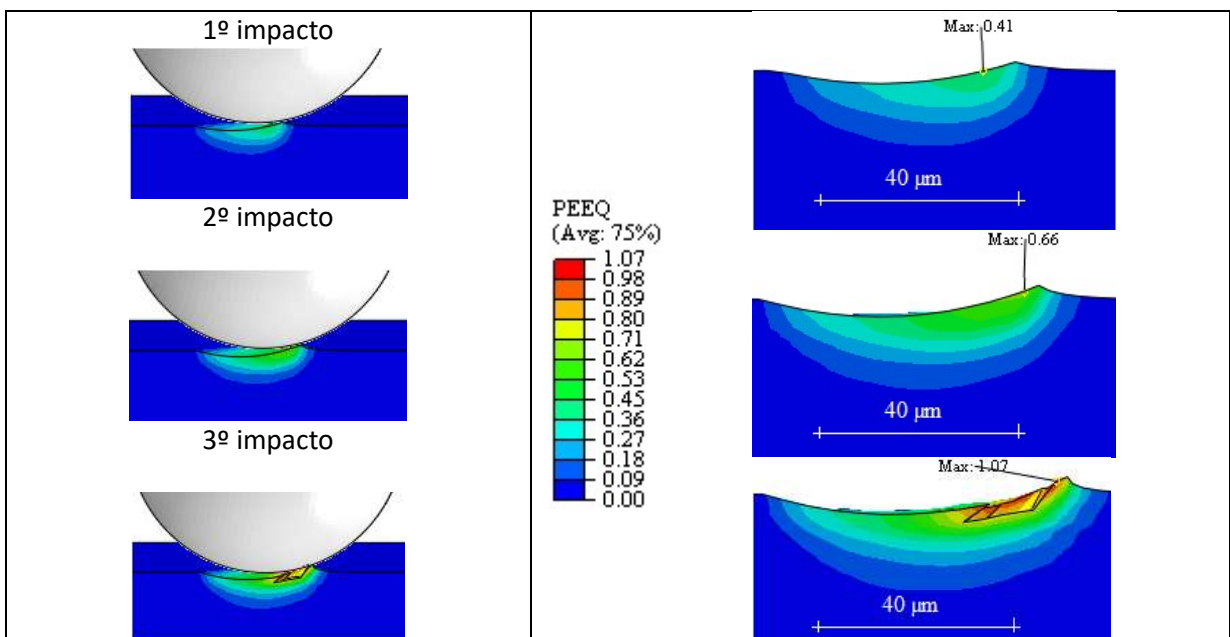 1º impacto
2º impacto
3º impacto
PEEQ
(Avg: 75%)
1.07
0.98
0.89
0.80
0.71
0.62
0.53
0.45
0.36
0.27
0.18
0.09
0.00
Max: 0.41
40 μm
Max: 0.66
40 μm
Max: 1.07
40 μm